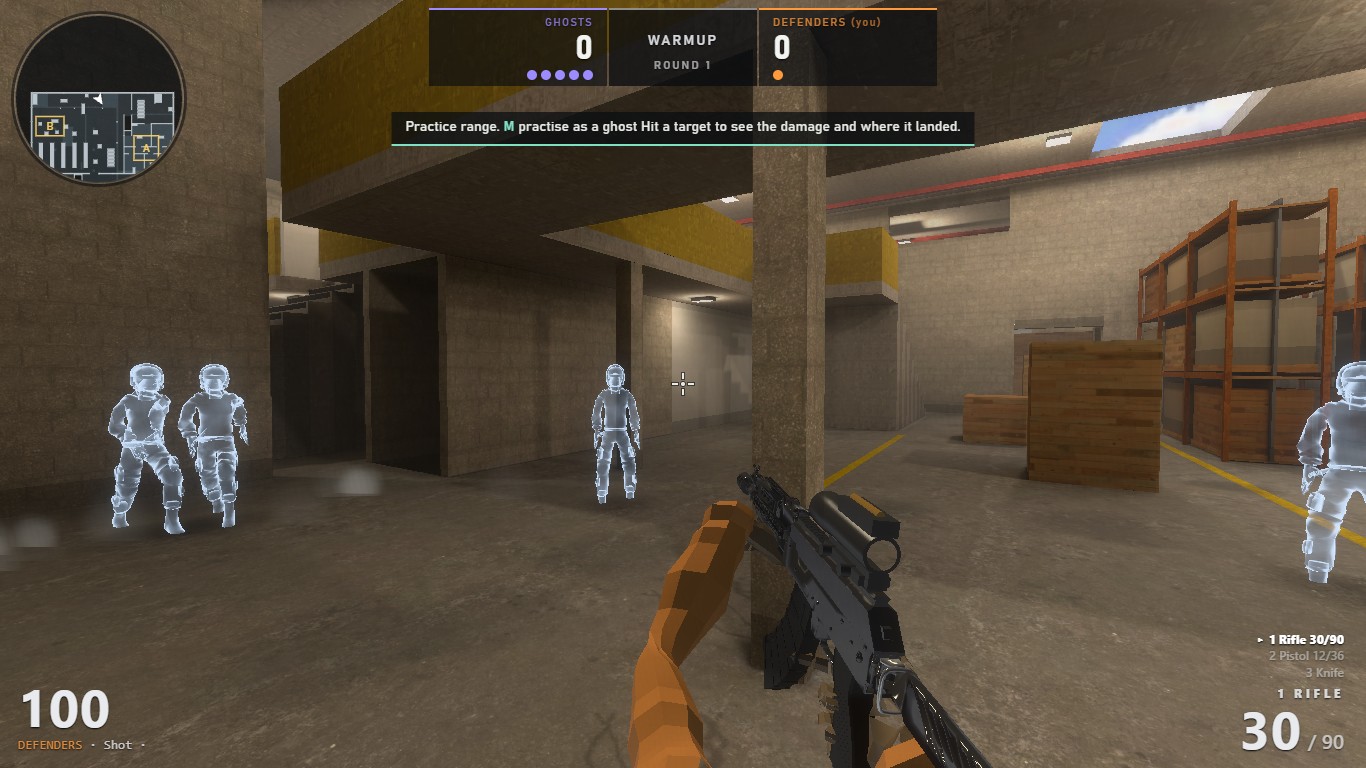 GHOSTS
0
WARMUP
ROUND 1
DEFENDERS (you)
0
Practice range. M practise as a ghost Hit a target to see the damage and where it landed.
B
A
▸ 1 Rifle 30/90
2 Pistol 12/36
3 Knife
1 RIFLE
30 / 90
100
DEFENDERS · Shot ·